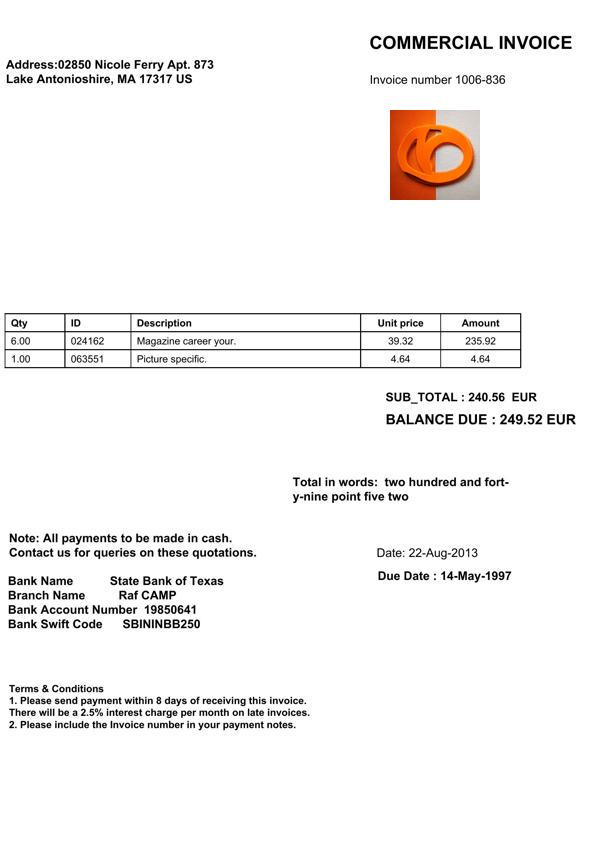 COMMERCIAL INVOICE
Address:02850 Nicole Ferry Apt. 873
Lake Antonioshire, MA 17317 US
Invoice number 1006-836
Qty ID Description Unit price Amount
6.00 024162 Magazine career your. 39.32 235.92
1.00 063551 Picture specific. 4.64 4.64
SUB_TOTAL : 240.56 EUR
BALANCE DUE : 249.52 EUR
Total in words: two hundred and fort-
y-nine point five two
Note: All payments to be made in cash.
Contact us for queries on these quotations.
Date: 22-Aug-2013
Due Date : 14-May-1997
Bank Name State Bank of Texas
Branch Name Raf CAMP
Bank Account Number 19850641
Bank Swift Code SBININBB250
Terms & Conditions
1. Please send payment within 8 days of receiving this invoice.
There will be a 2.5% interest charge per month on late invoices.
2. Please include the Invoice number in your payment notes.